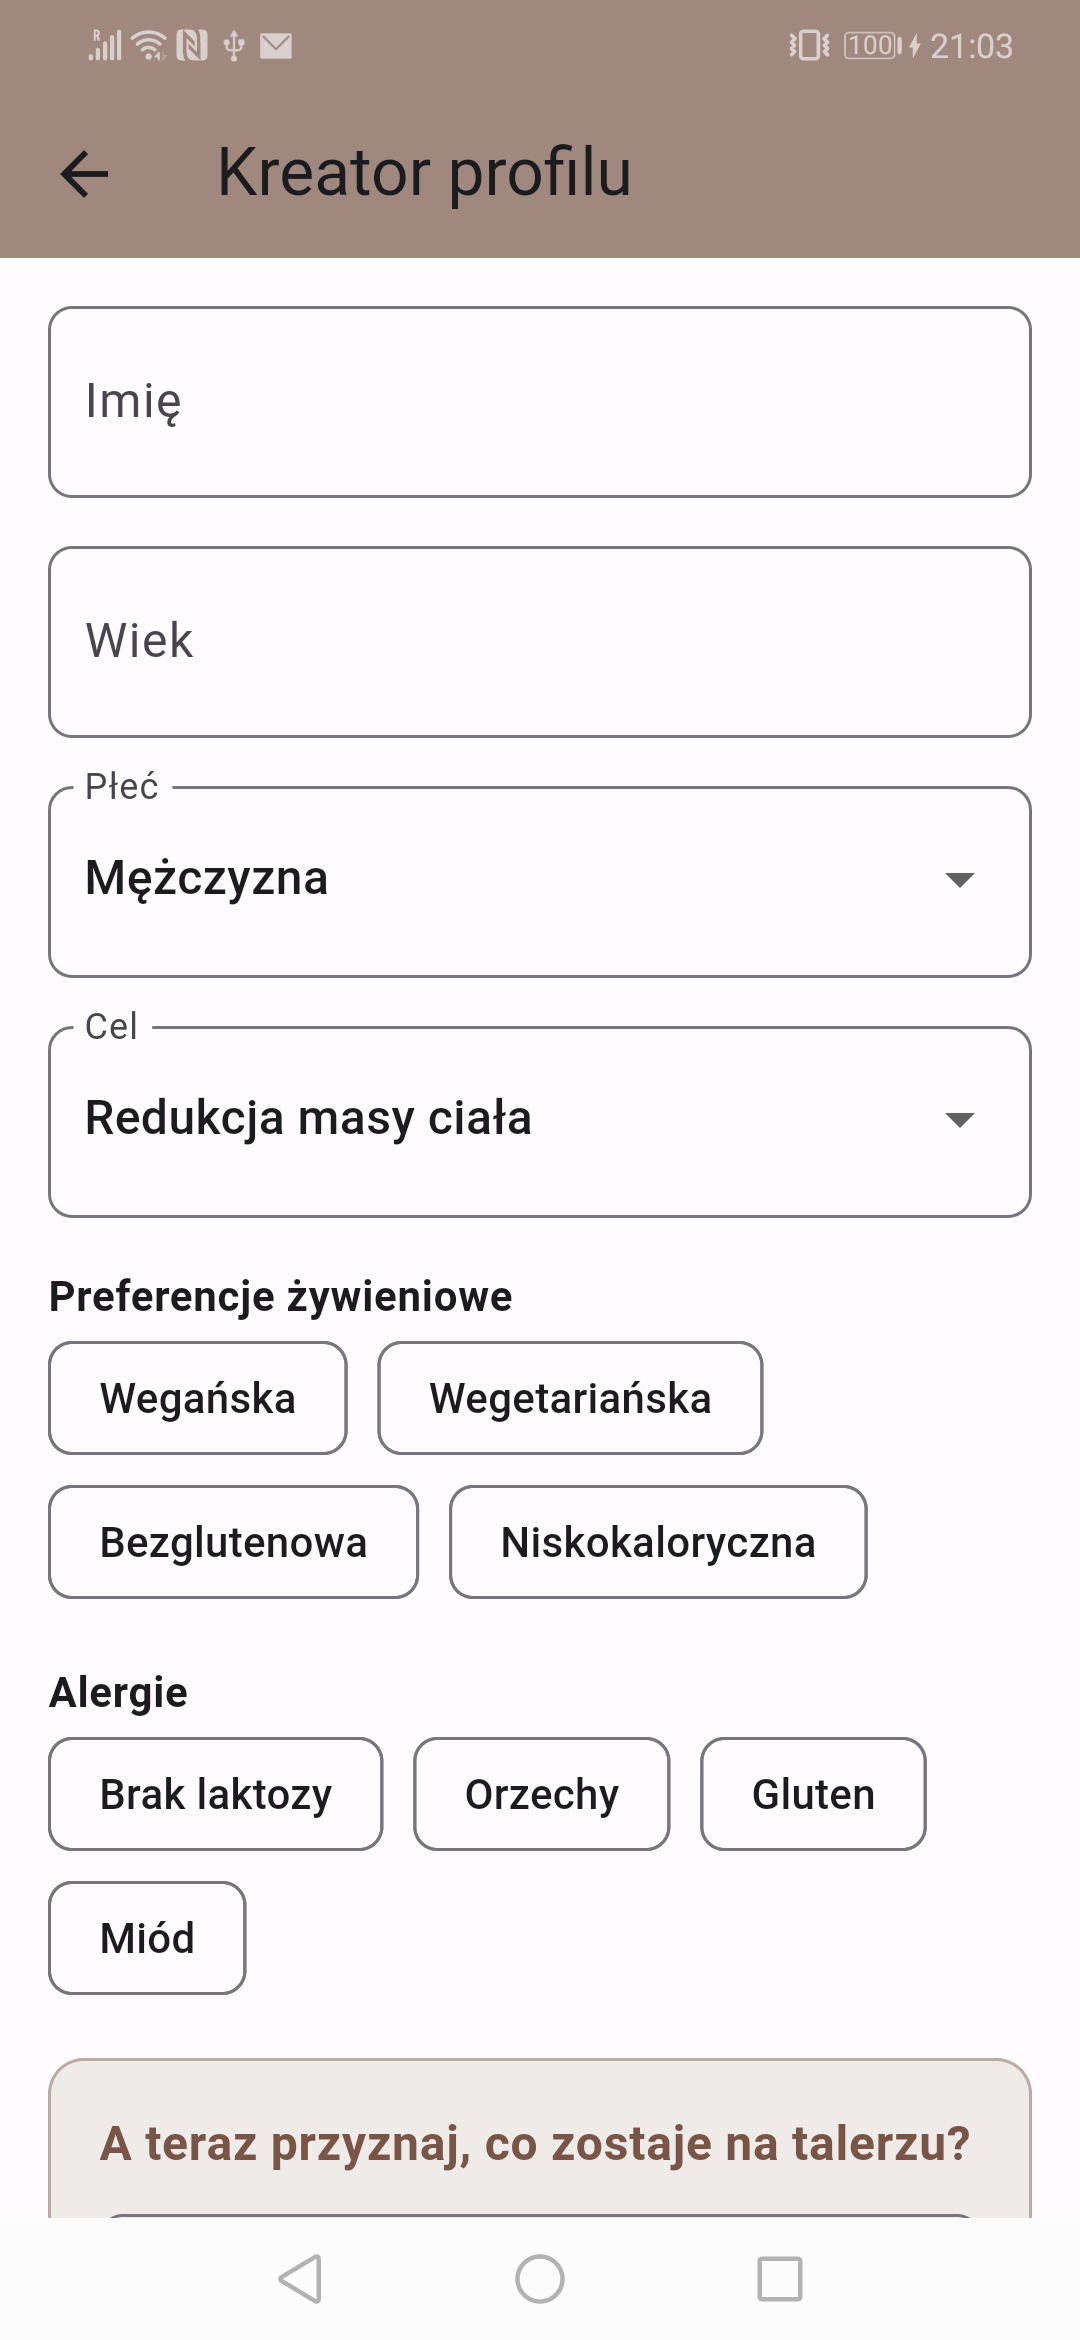 R
100
21:03
Kreator profilu
Imię
Wiek
Płeć
Mężczyzna
Cel
Redukcja masy ciała
Preferencje żywieniowe
Wegańska
Wegetariańska
Bezglutenowa
Niskokaloryczna
Alergie
Brak laktozy
Orzechy
Gluten
Miód
A teraz przyznaj, co zostaje na talerzu?